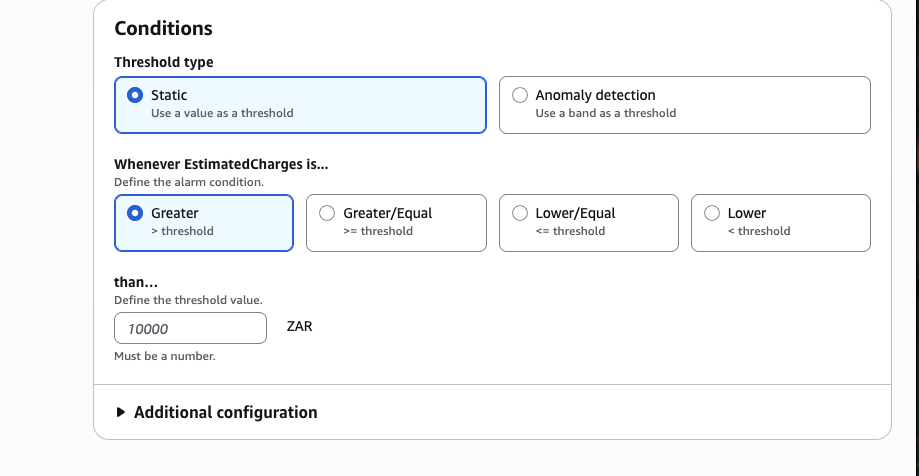 Conditions
Threshold type
Static
Use a value as a threshold
Anomaly detection
Use a band as a threshold
Whenever EstimatedCharges is...
Define the alarm condition.
Greater
> threshold
Greater/Equal
>= threshold
Lower/Equal
<= threshold
Lower
< threshold
than...
Define the threshold value.
10000
ZAR
Must be a number.
Additional configuration